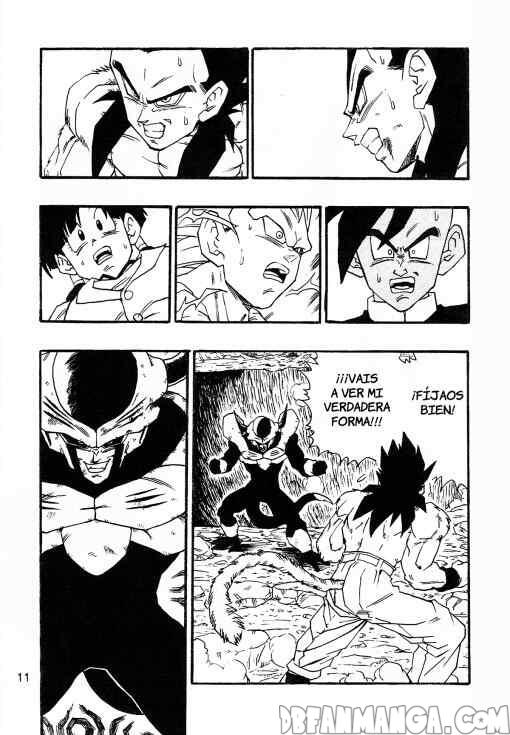 ¡¡¡VAIS
A VER MI
VERDADERA
FORMA!!!
¡FÍJAOS
BIEN!
11
DBFANMANGA.COM